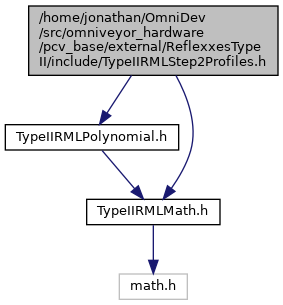 /home/jonathan/OmniDev
/src/omniveyor_hardware
/pcv_base/external/ReflexxesType
II/include/TypeIIRMLStep2Profiles.h
TypeIIRMLPolynomial.h
TypeIIRMLMath.h
math.h